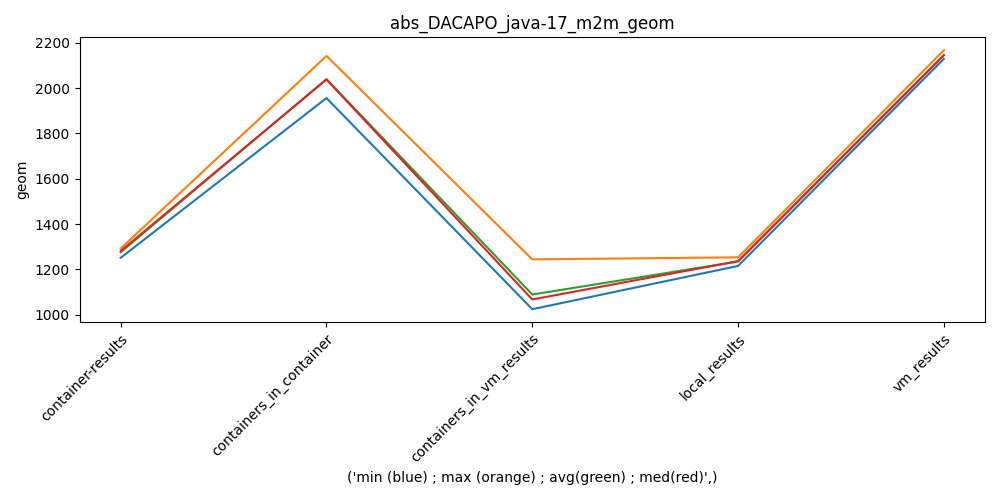 abs_DACAPO_java-17_m2m_geom
geom
2200
2000
1800
1600
1400
1200
1000
container-results
containers_in_container
containers_in_vm_results
local_results
vm_results
('min (blue) ; max (orange) ; avg(green) ; med(red)',)